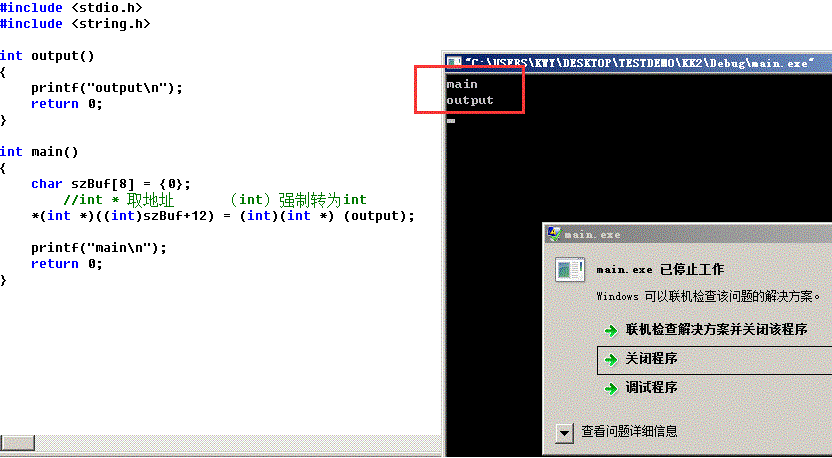 #include <stdio.h>
#include <string.h>
int output()
{
    printf("output\n");
    return 0;
}
int main()
{
    char szBuf[8] = {0};
        //int * 取地址 （int）强制转为int
    *(int *)((int)szBuf+12) = (int)(int *) (output);
    printf("main\n");
    return 0;
}
"C:\USERS\KWY\DESKTOP\TESTDEMO\KK2\Debug\main.exe"
main
output
main.exe
main.exe 已停止工作
Windows 可以联机检查该问题的解决方案。
联机检查解决方案并关闭该程序
关闭程序
调试程序
查看问题详细信息